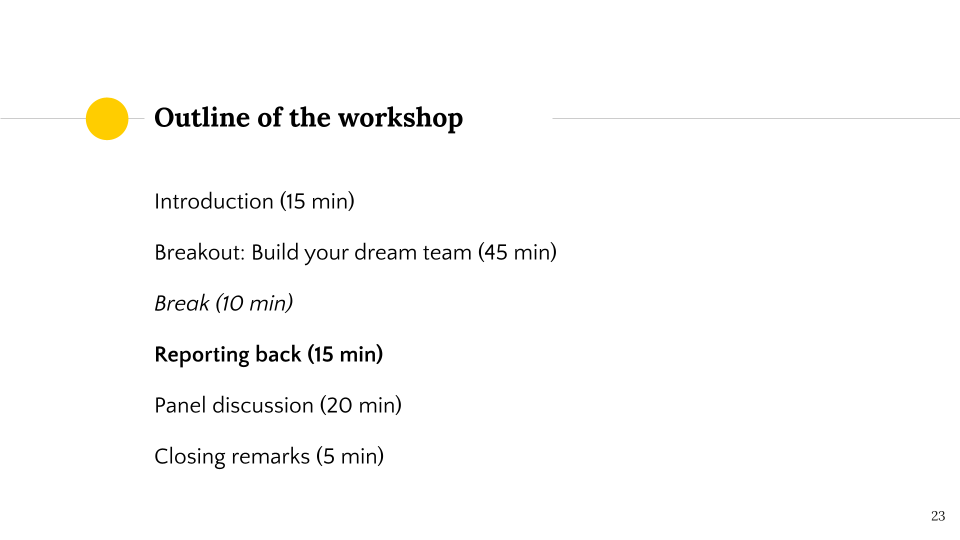 Outline of the workshop
Introduction (15 min)
Breakout: Build your dream team (45 min)
Break (10 min)
Reporting back (15 min)
Panel discussion (20 min)
Closing remarks (5 min)
23